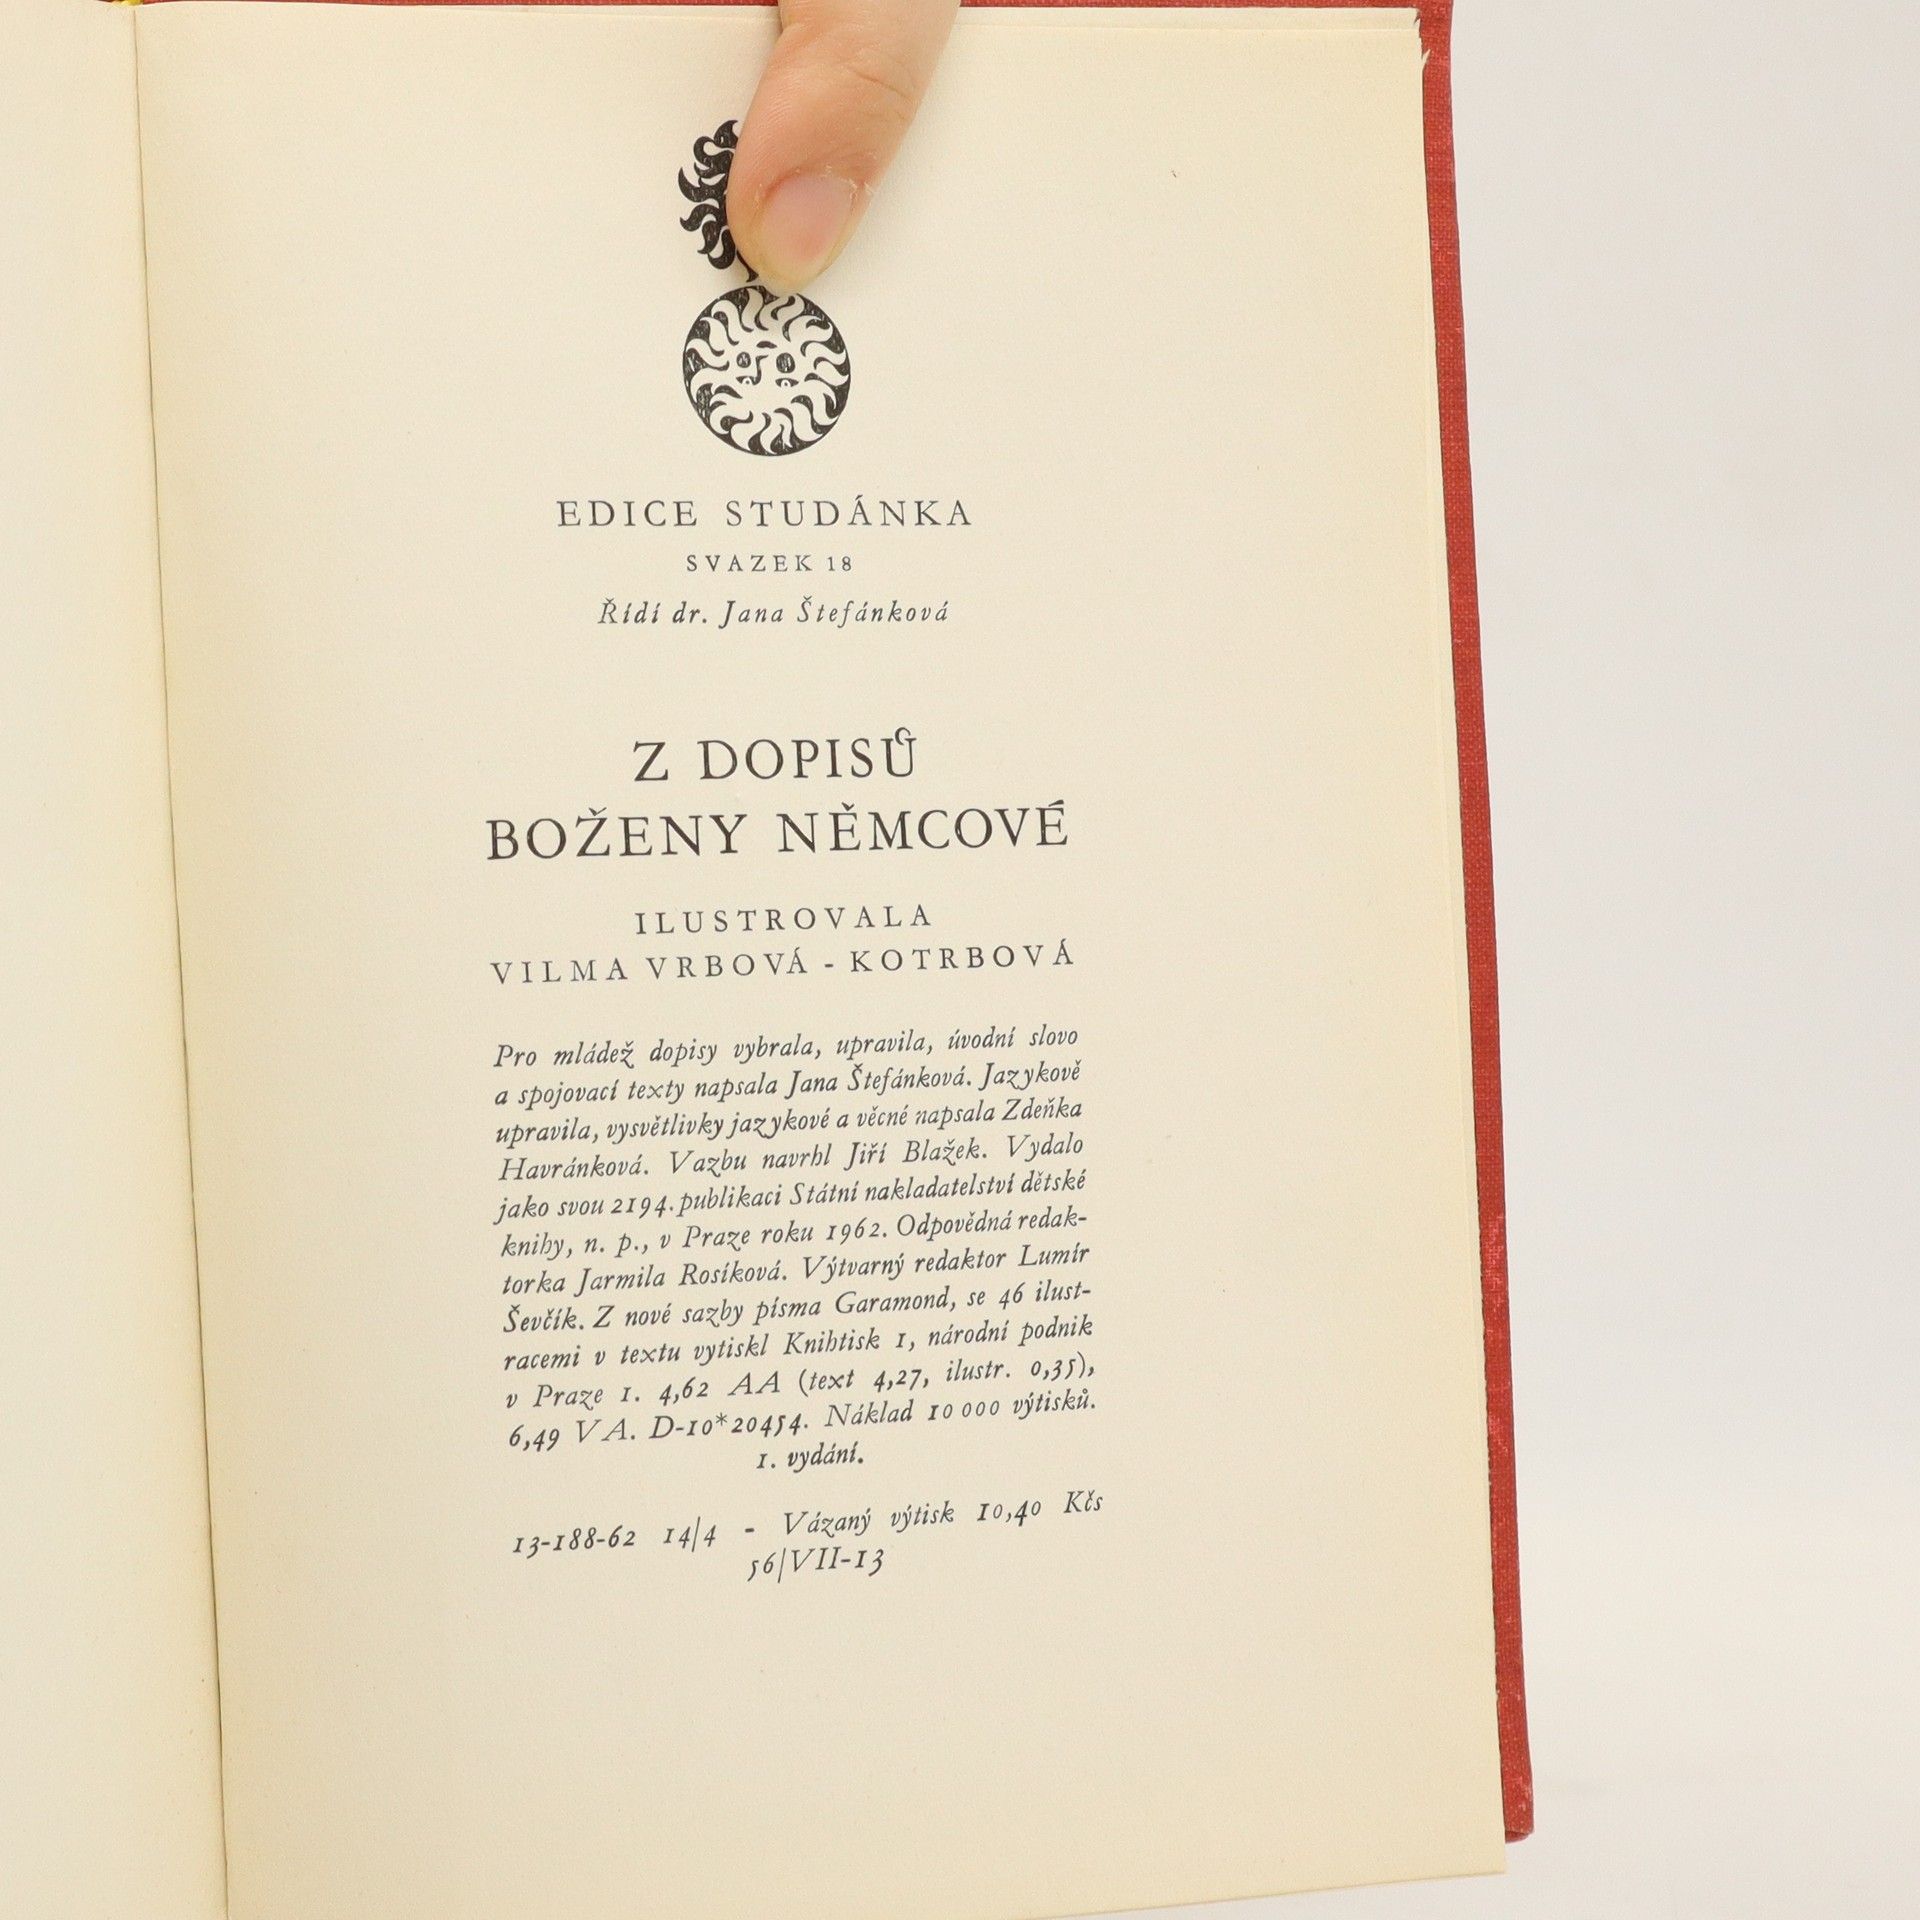 EDICE STUDÁNKA
SVAZEK 18
Řídí dr. Jana Štefánková
Z DOPISŮ
BOŽENY NĚMCOVÉ
ILUSTROVALA
VILMA VRBOVÁ - KOTRBOVÁ
Pro mládež dopisy vybrala, upravila, úvodní slovo
a spojovací texty napsala Jana Štefánková. Jazykově
upravila, vysvětlivky jazykové a věcné napsala Zdeňka
Havránková. Vazbu navrhl Jiří Blažek. Vydalo
jako svou 2194. publikaci Státní nakladatelství dětské
knihy, n. p., v Praze roku 1962. Odpovědná redak-
torka Jarmila Rosíková. Výtvarný redaktor Lumír
Ševčík. Z nové sazby písma Garamond, se 46 ilust-
racemi v textu vytiskl Knihtisk 1, národní podnik
v Praze 1. 4,62 AA (text 4,27, ilustr. 0,35),
6,49 VA. D-10*20454. Náklad 10 000 výtisků.
1. vydání.
13-188-62 14/4 - Vázaný výtisk 10,40 Kčs
56/VII-13